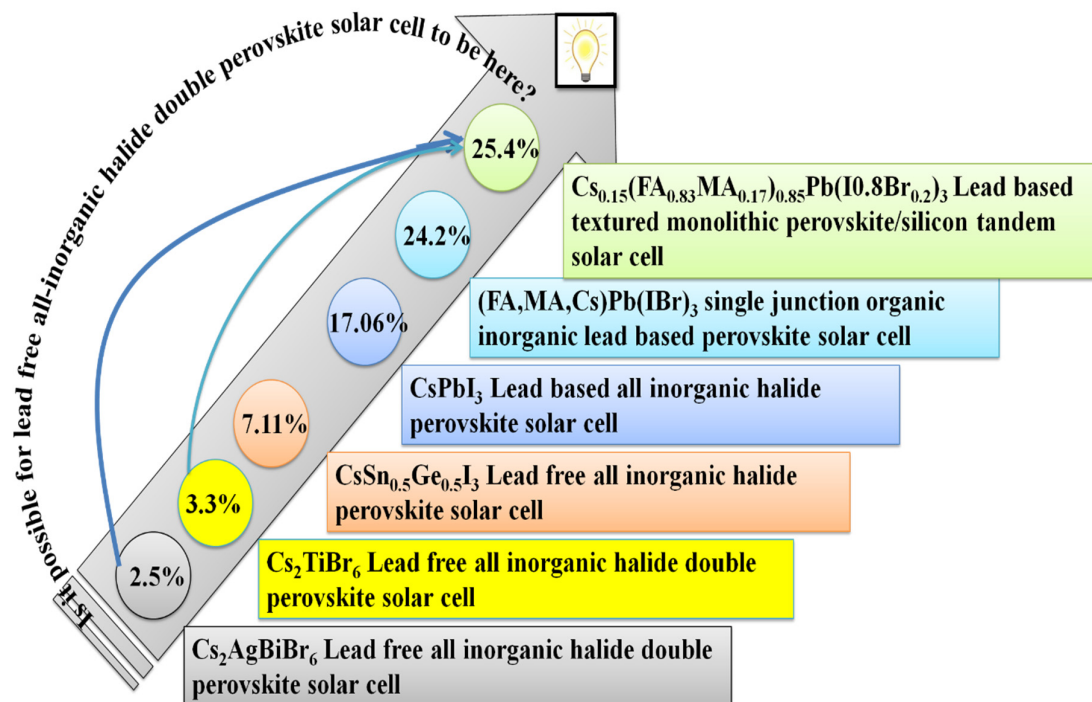 Is it possible for lead free all-inorganic halide double perovskite solar cell to be here?
25.4%
Cs₀.₁₅(FA₀.₈₃MA₀.₁₇)₀.₈₅Pb(I0.8Br₀.₂)₃ Lead based
textured monolithic perovskite/silicon tandem
solar cell
24.2%
(FA,MA,Cs)Pb(IBr)₃ single junction organic
inorganic lead based perovskite solar cell
17.06%
CsPbI₃ Lead based all inorganic halide
perovskite solar cell
7.11%
CsSn₀.₅Ge₀.₅I₃ Lead free all inorganic halide
perovskite solar cell
3.3%
Cs₂TiBr₆ Lead free all inorganic halide double
perovskite solar cell
2.5%
Cs₂AgBiBr₆ Lead free all inorganic halide double
perovskite solar cell